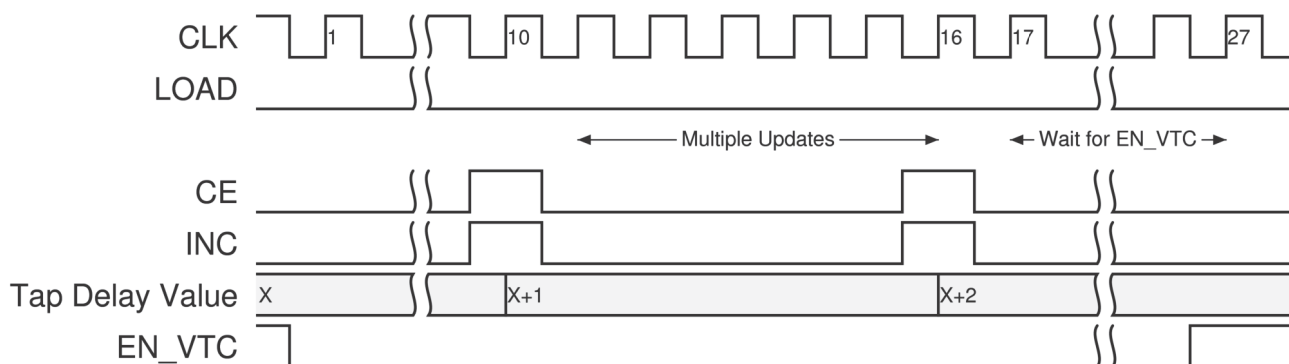 CLK 1 10 16 17 27
LOAD
Multiple Updates Wait for EN_VTC
CE
INC
Tap Delay Value X X+1 X+2
EN_VTC